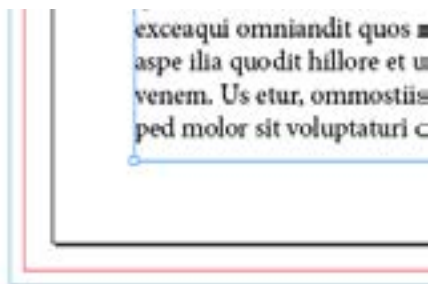 exceaqui omniandit quos
aspe ilia quodit hillore et
venem. Us etur, ommostiis
ped molor sit voluptaturi